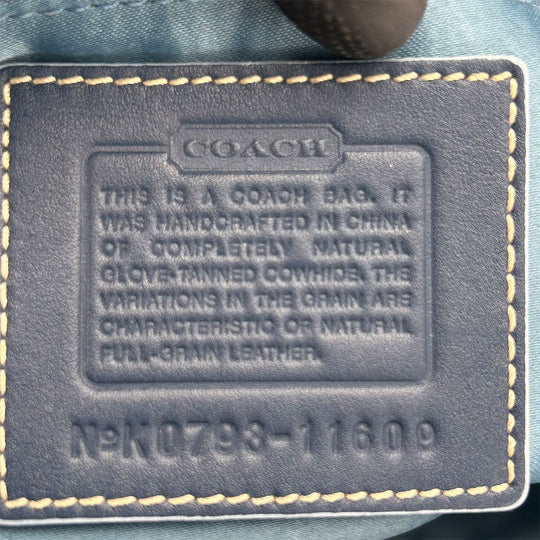 COACH
THIS IS A COACH BAG. IT
WAS HANDCRAFTED IN CHINA
OF COMPLETELY NATURAL
GLOVE-TANNED COWHIDE. THE
VARIATIONS IN THE GRAIN ARE
CHARACTERISTIC OF NATURAL
FULL-GRAIN LEATHER.
NºK0793-11609